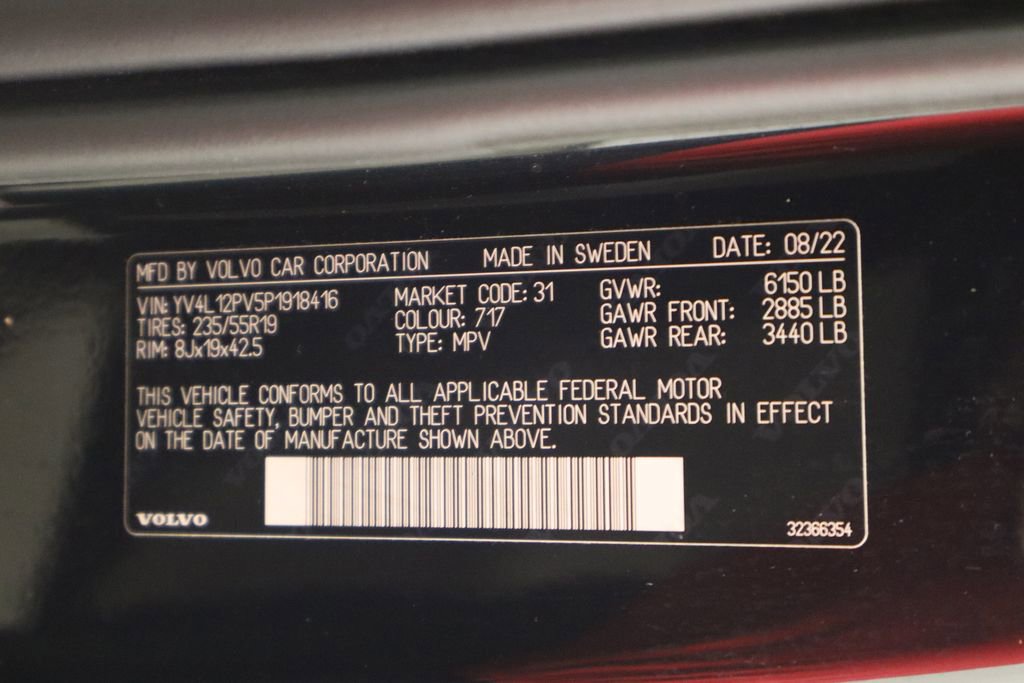 MFD BY VOLVO CAR CORPORATION MADE IN SWEDEN DATE: 08/22
VIN: YV4L12PV5P1918416 MARKET CODE: 31 GVWR: 6150 LB
TIRES: 235/55R19 COLOUR: 717 GAWR FRONT: 2885 LB
RIM: 8Jx19x42.5 TYPE: MPV GAWR REAR: 3440 LB
THIS VEHICLE CONFORMS TO ALL APPLICABLE FEDERAL MOTOR
VEHICLE SAFETY, BUMPER AND THEFT PREVENTION STANDARDS IN EFFECT
ON THE DATE OF MANUFACTURE SHOWN ABOVE.
VOLVO 32366354